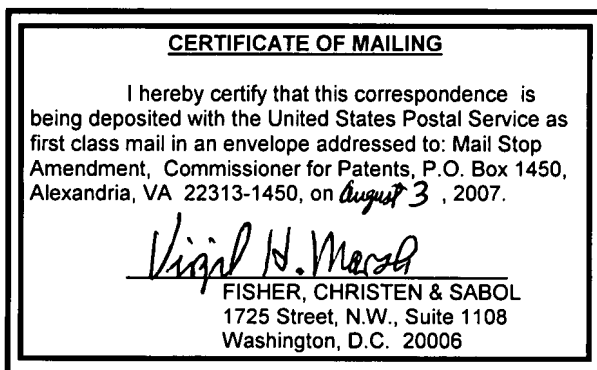 CERTIFICATE OF MAILING
I hereby certify that this correspondence is
being deposited with the United States Postal Service as
first class mail in an envelope addressed to: Mail Stop
Amendment, Commissioner for Patents, P.O. Box 1450,
Alexandria, VA 22313-1450, on August 3 , 2007.
Virgil H. Marsh
FISHER, CHRISTEN & SABOL
1725 Street, N.W., Suite 1108
Washington, D.C. 20006